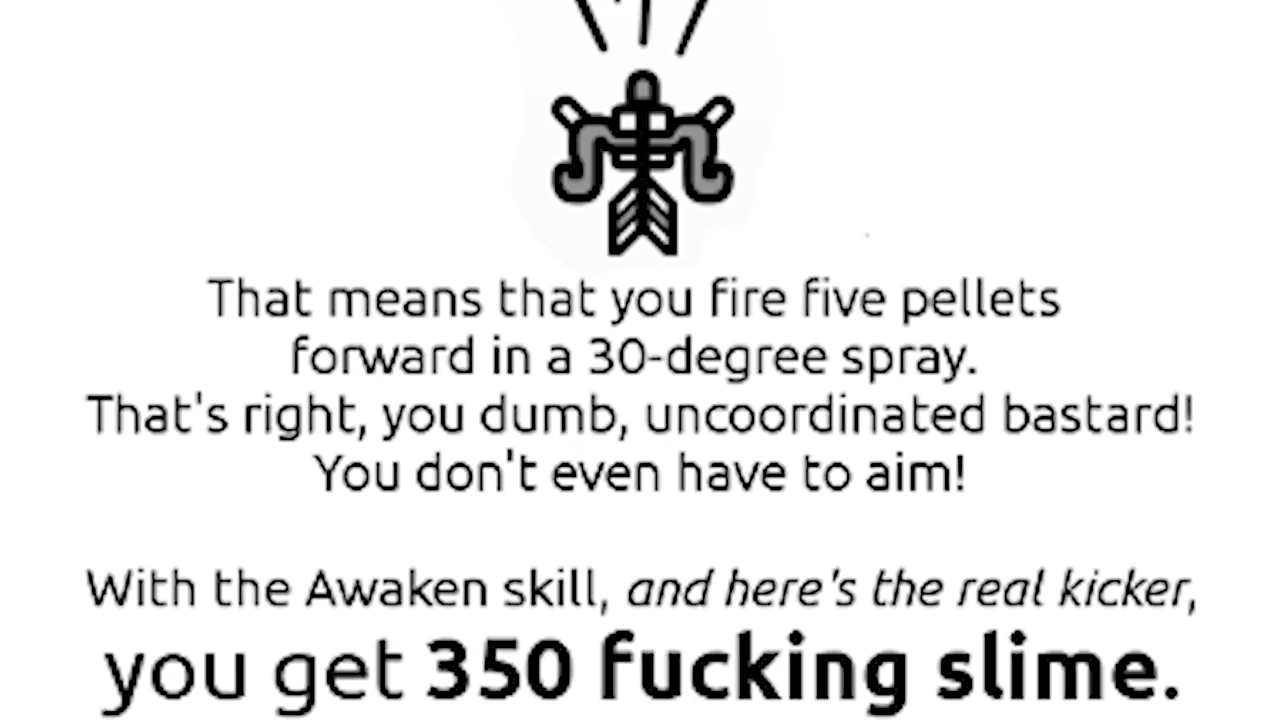 That means that you fire five pellets
forward in a 30-degree spray.
That's right, you dumb, uncoordinated bastard!
You don't even have to aim!
With the Awaken skill, and here's the real kicker,
you get 350 fucking slime.